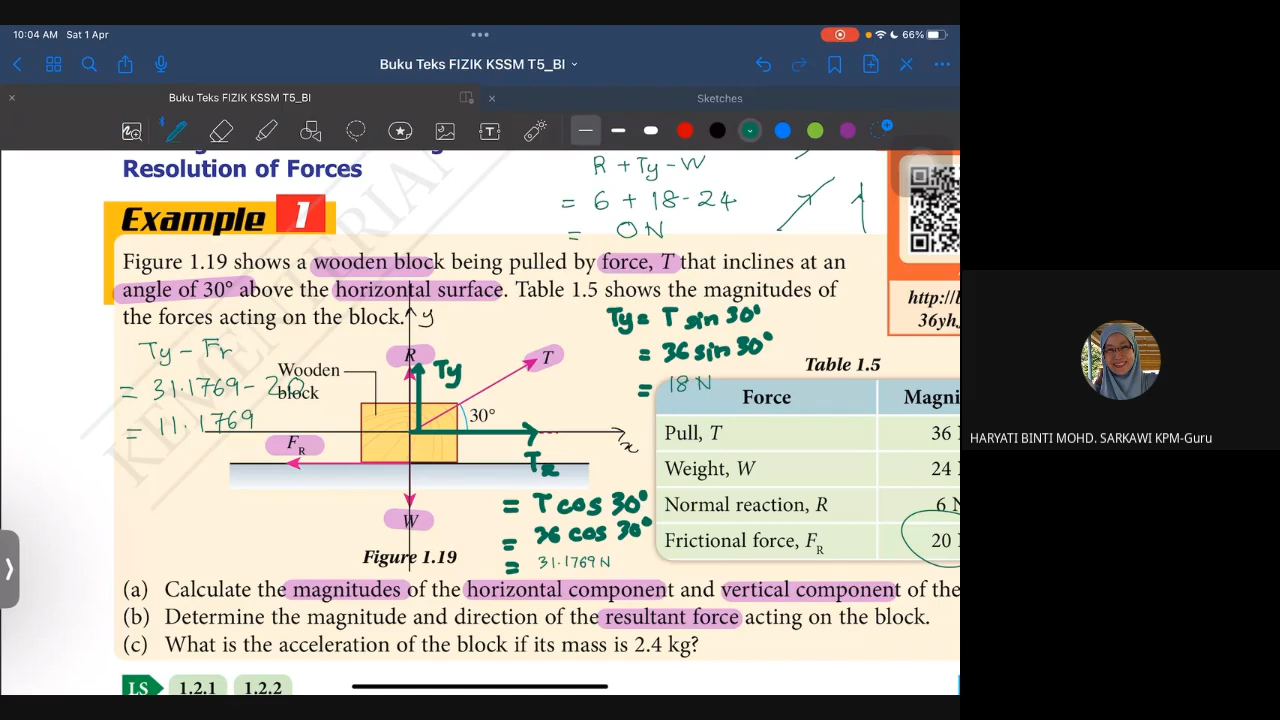 10:04 AM Sat 1 Apr
66%
Buku Teks FIZIK KSSM T5_BI
Buku Teks FIZIK KSSM T5_BI
Sketches
Resolution of Forces
R + Ty - W
= 6 + 18 - 24
= 0N
Example 1
Figure 1.19 shows a wooden block being pulled by force, T that inclines at an
angle of 30° above the horizontal surface. Table 1.5 shows the magnitudes of
the forces acting on the block.
http://
36yh
y
Ty = T sin 30°
= 36 sin 30°
= 18 N
Ty - Fr
= 31.1769 - 20
= 11.1769
Wooden
block
R
Ty
T
30°
FR
x
W
= T cos 30°
= 36 cos 30°
= 31.1769 N
Figure 1.19
Table 1.5
Force Magni
Pull, T 36
Weight, W 24
Normal reaction, R 6 N
Frictional force, FR 20
(a) Calculate the magnitudes of the horizontal component and vertical component of the
(b) Determine the magnitude and direction of the resultant force acting on the block.
(c) What is the acceleration of the block if its mass is 2.4 kg?
LS 1.2.1 1.2.2
HARYATI BINTI MOHD. SARKAWI KPM-Guru